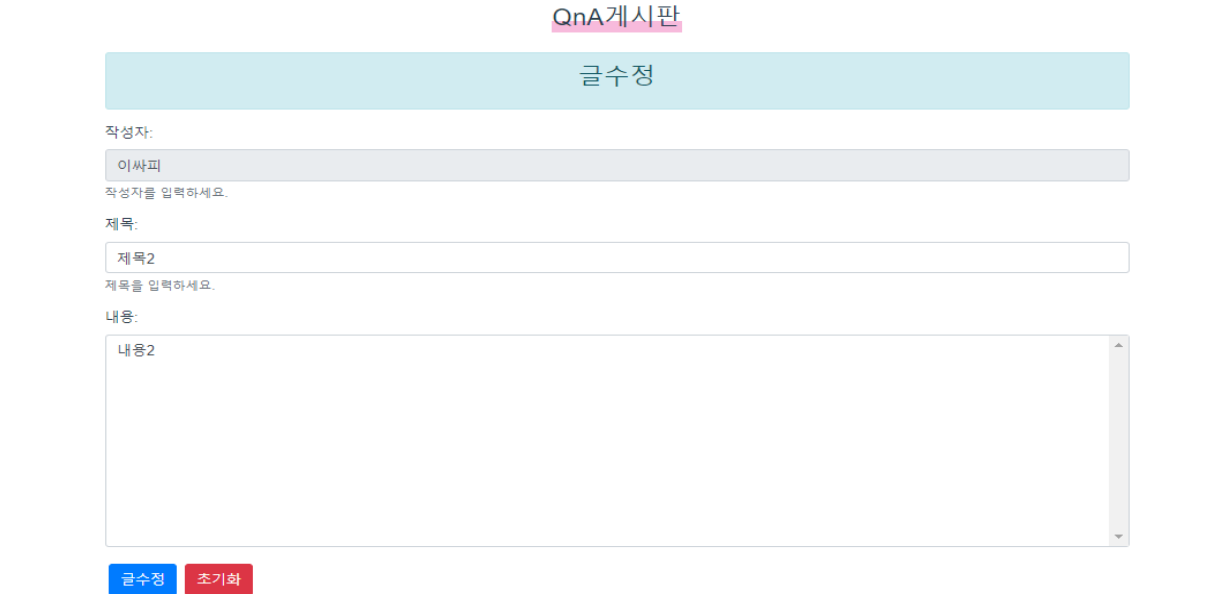 QnA게시판
글수정
작성자:
이싸피
작성자를 입력하세요.
제목:
제목2
제목을 입력하세요.
내용:
내용2
글수정 초기화